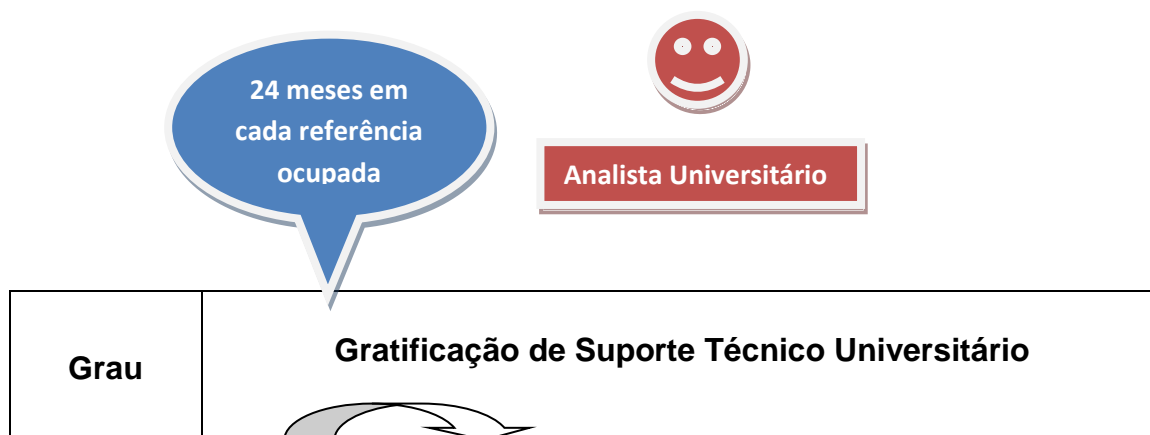 24 meses em
cada referência
ocupada
Analista Universitário
Gratificação de Suporte Técnico Universitário
Grau